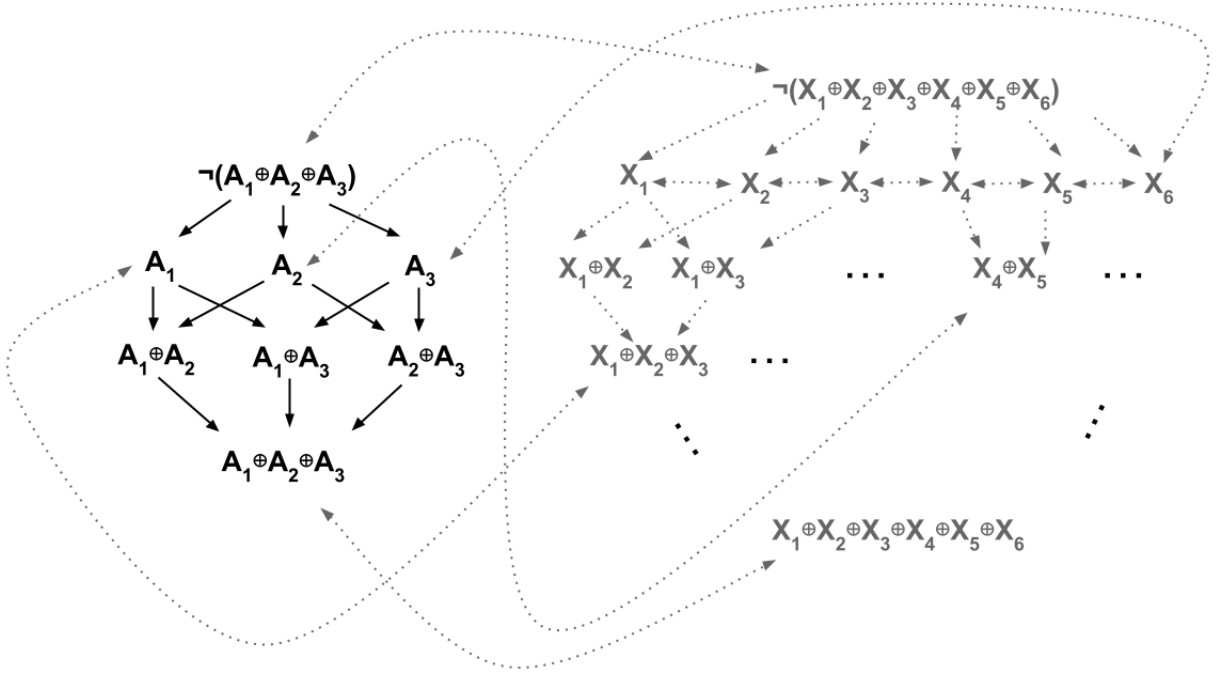 ¬(X₁⊕X₂⊕X₃⊕X₄⊕X₅⊕X₆)
¬(A₁⊕A₂⊕A₃)
X₁ X₂ X₃ X₄ X₅ X₆
A₁ A₂ A₃
X₁⊕X₂ X₁⊕X₃ ... X₄⊕X₅ ...
A₁⊕A₂ A₁⊕A₃ A₂⊕A₃
X₁⊕X₂⊕X₃ ...
A₁⊕A₂⊕A₃
X₁⊕X₂⊕X₃⊕X₄⊕X₅⊕X₆